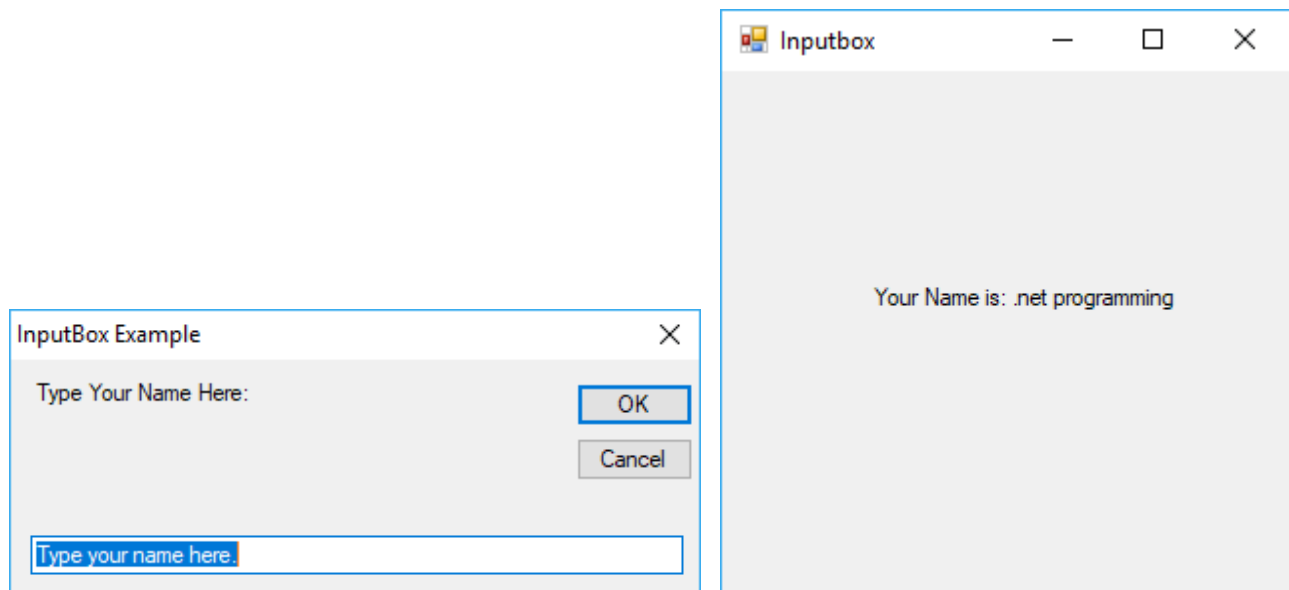 InputBox Example
Type Your Name Here:
OK
Cancel
Type your name here.
Inputbox
Your Name is: .net programming